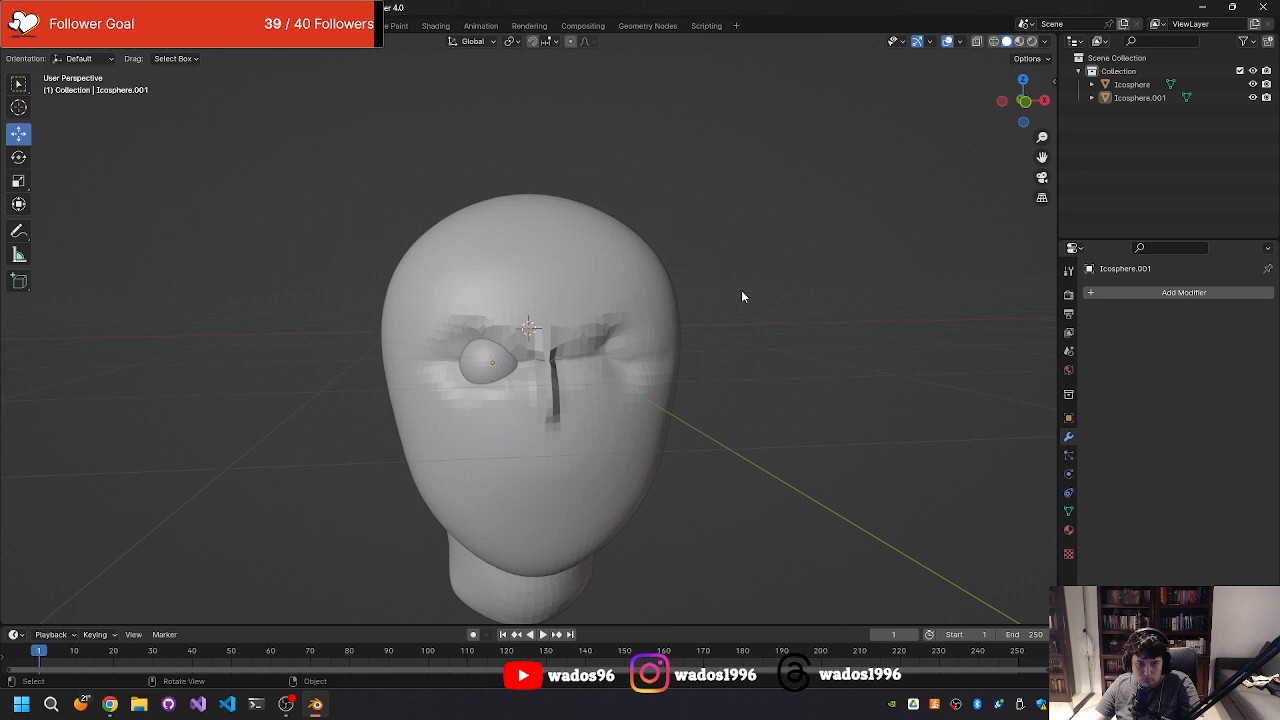 Follower Goal 39 / 40 Followers
4.0
Paint Shading Animation Rendering Compositing Geometry Nodes Scripting
Scene ViewLayer
Global
Orientation: Default Drag: Select Box Options
User Perspective
(1) Collection | Icosphere.001
Scene Collection
Collection
Icosphere
Icosphere.001
Z
X
Icosphere.001
+ Add Modifier
Playback Keying View Marker 1 Start 1 End 250
1 10 20 30 40 50 60 70 80 90 100 110 120 130 140 150 160 170 180 190 200 210 220 230 240 250
Select Rotate View Object
wados96 wados1996 wados1996